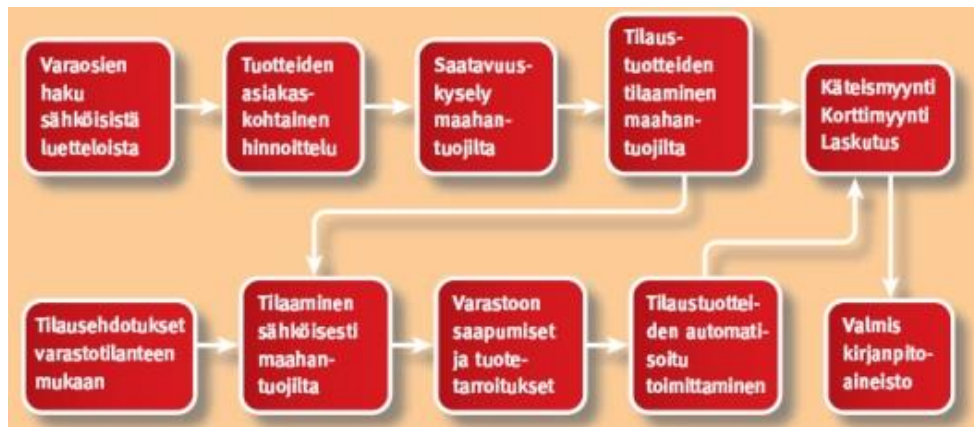 Varaosien
haku
sähköisistä
luetteloista
Tuotteiden
asiakas-
kohtainen
hinnoittelu
Saatavuus-
kysely
maahan-
tuojilta
Tilaus-
tuotteiden
tilaaminen
maahan-
tuojilta
Käteismyynti
Korttimyynti
Laskutus
Tilausehdotukset
varastotilanteen
mukaan
Tilaaminen
sähköisesti
maahan-
tuojilta
Varastoon
saapumiset
ja tuote-
tarroitukset
Tilaustuottei-
den automati-
soitu
toimittaminen
Valmis
kirjanpito-
aineisto